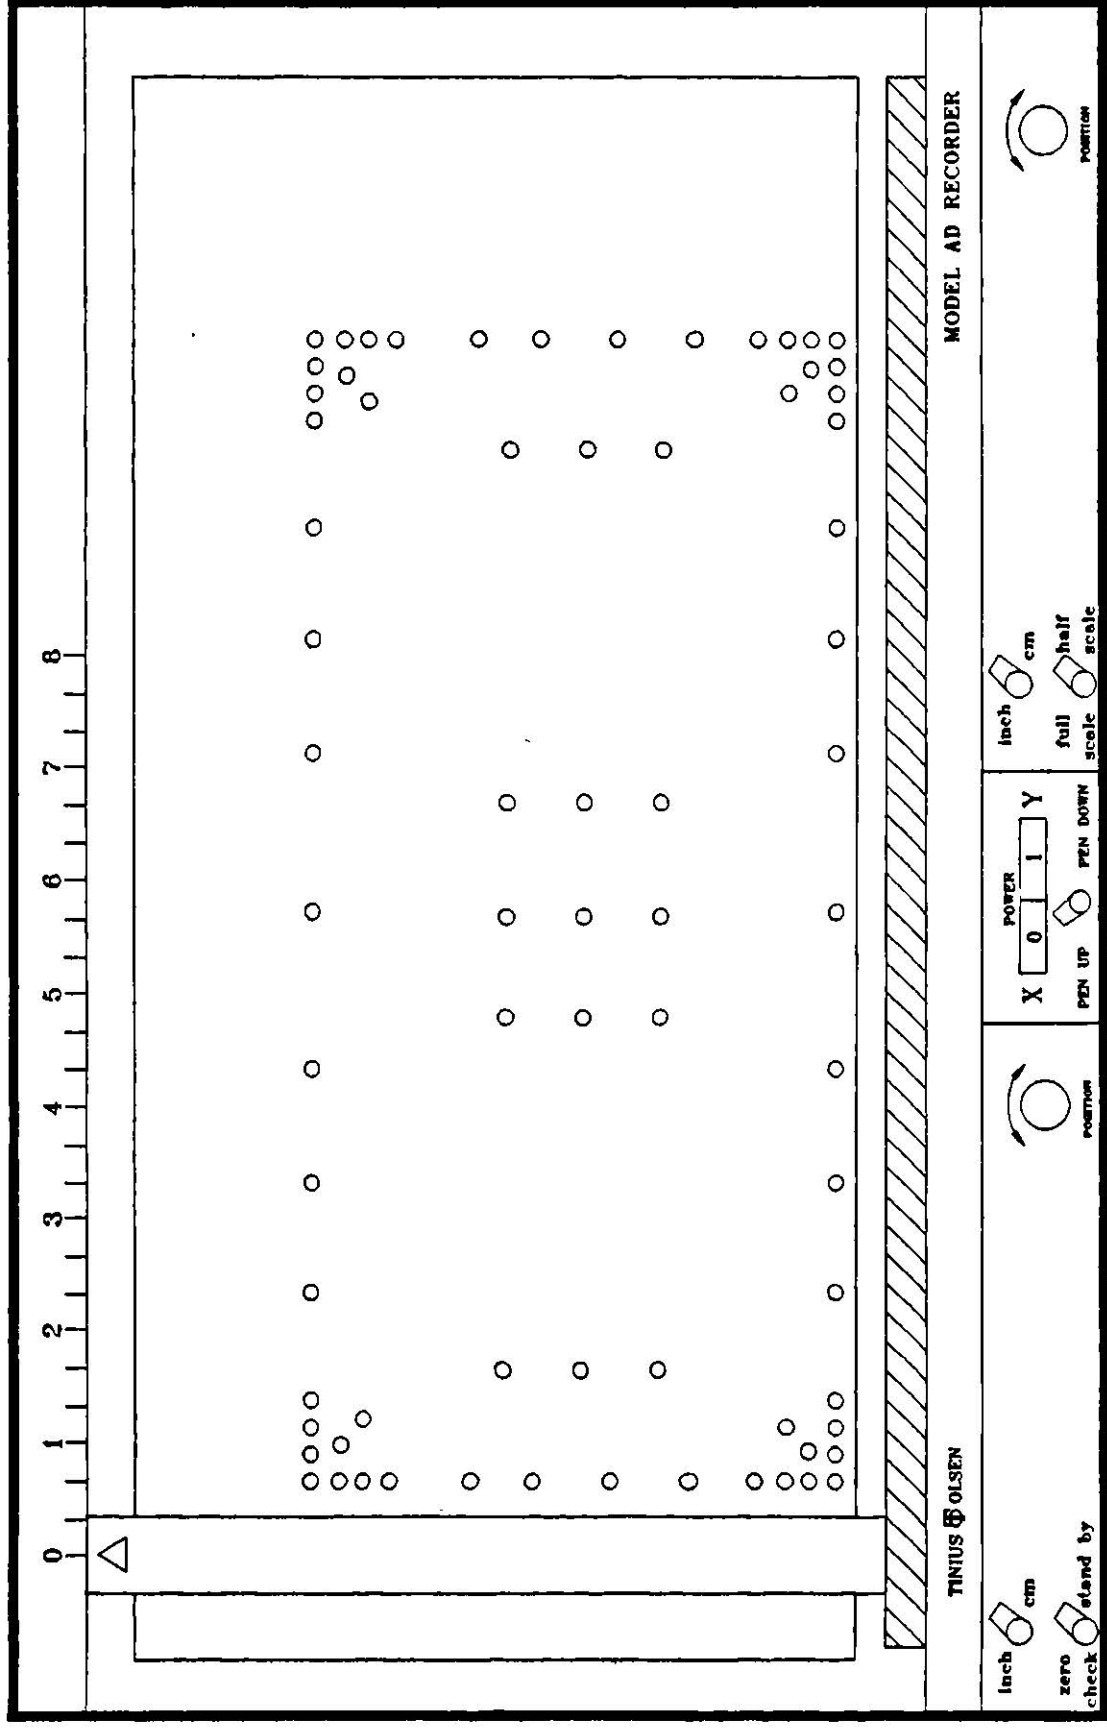 0 1 2 3 4 5 6 7 8
TINIUS TO OLSEN
MODEL AD RECORDER
inch
cm
zero
check
stand by
POSITION
POWER
X 0 1 Y
PEN UP
PEN DOWN
inch
cm
full
scale
half
scale
POSITION